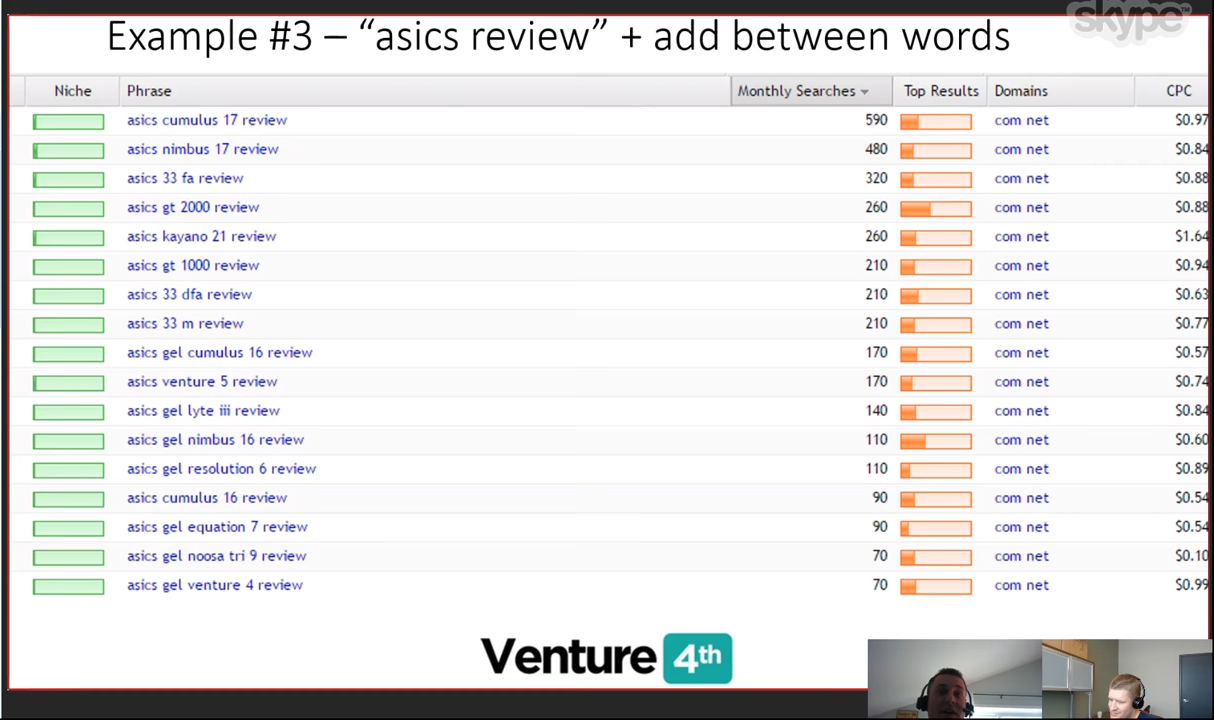 skype™
Example #3 – “asics review” + add between words
Niche Phrase Monthly Searches Top Results Domains CPC
asics cumulus 17 review 590 com net $0.97
asics nimbus 17 review 480 com net $0.84
asics 33 fa review 320 com net $0.88
asics gt 2000 review 260 com net $0.88
asics kayano 21 review 260 com net $1.64
asics gt 1000 review 210 com net $0.94
asics 33 dfa review 210 com net $0.63
asics 33 m review 210 com net $0.77
asics gel cumulus 16 review 170 com net $0.57
asics venture 5 review 170 com net $0.74
asics gel lyte iii review 140 com net $0.84
asics gel nimbus 16 review 110 com net $0.60
asics gel resolution 6 review 110 com net $0.89
asics cumulus 16 review 90 com net $0.54
asics gel equation 7 review 90 com net $0.54
asics gel noosa tri 9 review 70 com net $0.10
asics gel venture 4 review 70 com net $0.99
Venture 4th